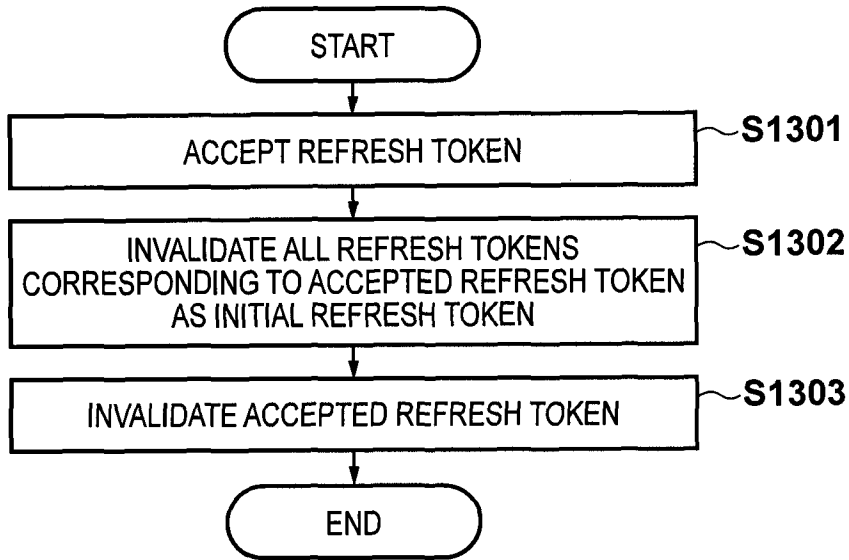 START
ACCEPT REFRESH TOKEN
S1301
INVALIDATE ALL REFRESH TOKENS
CORRESPONDING TO ACCEPTED REFRESH TOKEN
AS INITIAL REFRESH TOKEN
S1302
INVALIDATE ACCEPTED REFRESH TOKEN
S1303
END